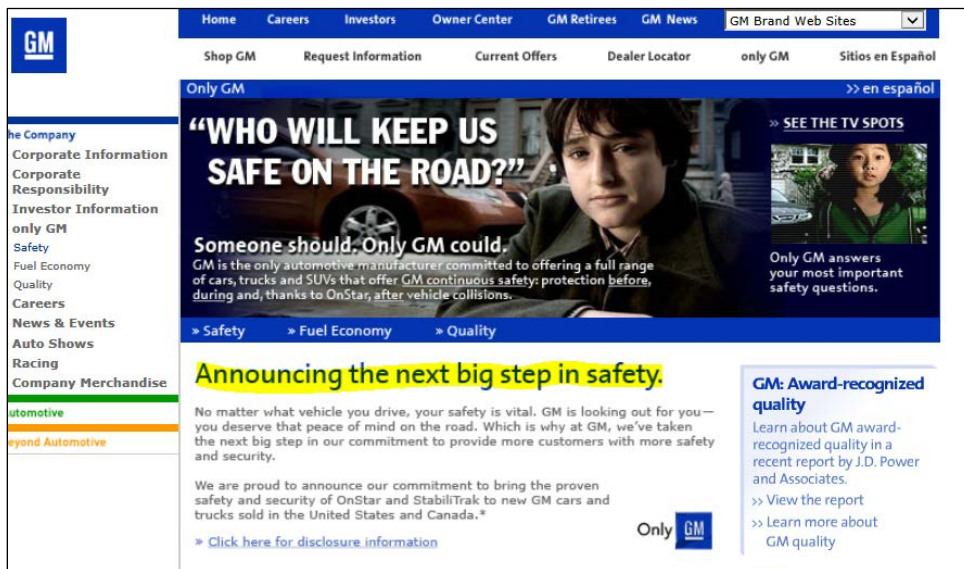 GM
Home Careers Investors Owner Center GM Retirees GM News GM Brand Web Sites
Shop GM Request Information Current Offers Dealer Locator only GM Sitios en Español
Only GM >> en español
he Company
Corporate Information
Corporate
Responsibility
Investor Information
only GM
Safety
Fuel Economy
Quality
Careers
News & Events
Auto Shows
Racing
Company Merchandise
utomotive
eyond Automotive
“WHO WILL KEEP US
SAFE ON THE ROAD?”
Someone should. Only GM could.
GM is the only automotive manufacturer committed to offering a full range
of cars, trucks and SUVs that offer GM continuous safety: protection before,
during and, thanks to OnStar, after vehicle collisions.
» SEE THE TV SPOTS
Only GM answers
your most important
safety questions.
» Safety » Fuel Economy » Quality
Announcing the next big step in safety.
No matter what vehicle you drive, your safety is vital. GM is looking out for you—
you deserve that peace of mind on the road. Which is why at GM, we’ve taken
the next big step in our commitment to provide more customers with more safety
and security.
We are proud to announce our commitment to bring the proven
safety and security of OnStar and StabiliTrak to new GM cars and
trucks sold in the United States and Canada.*
» Click here for disclosure information
Only GM
GM: Award-recognized
quality
Learn about GM award-
recognized quality in a
recent report by J.D. Power
and Associates.
>> View the report
>> Learn more about
GM quality